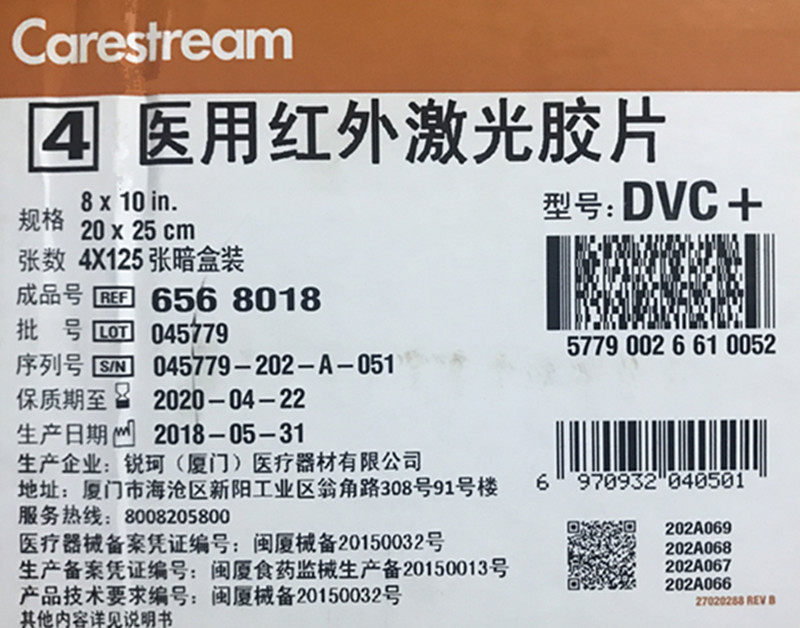 Carestream
4 医用红外激光胶片
规格 8 x 10 in.
20 x 25 cm
型号: DVC+
张数 4X125张暗盒装
成品号 REF 656 8018
批 号 LOT 045779
5779 002 6 61 0052
序列号 S/N 045779-202-A-051
保质期至 2020-04-22
生产日期 2018-05-31
生产企业: 锐珂（厦门）医疗器材有限公司
地址: 厦门市海沧区新阳工业区翁角路308号91号楼
6 970932 040501
服务热线: 8008205800
医疗器械备案凭证编号: 闽厦械备20150032号
生产备案凭证编号: 闽厦食药监械生产备20150013号
产品技术要求编号: 闽厦械备20150032号
其他内容详见说明书
202A069
202A068
202A067
202A066
27020288 REV B